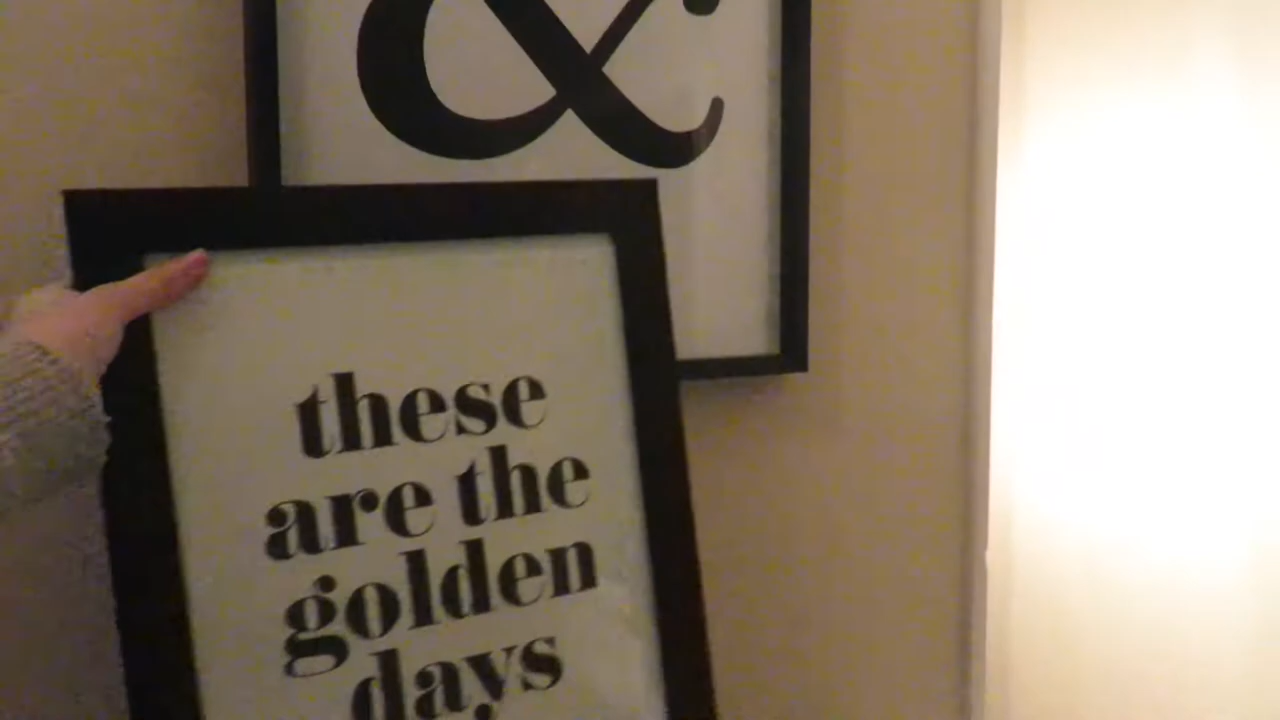 &
these
are the
golden
days